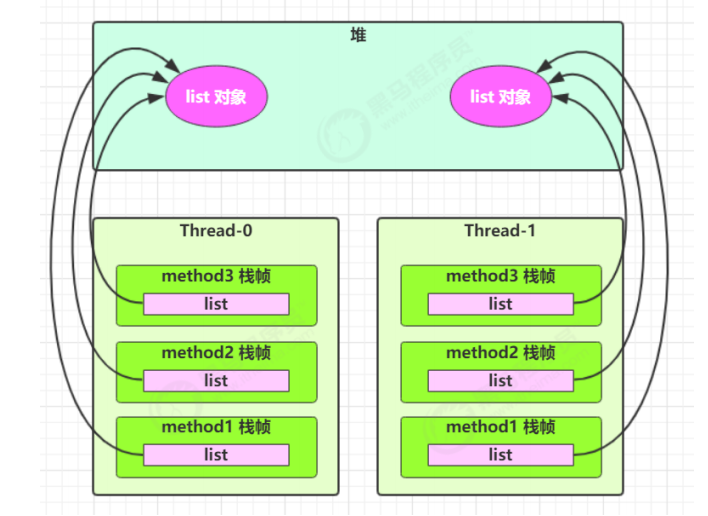 堆
list 对象
list 对象
黑马程序员
Thread-0
Thread-1
method3 栈帧
list
method3 栈帧
list
method2 栈帧
list
method2 栈帧
list
method1 栈帧
list
method1 栈帧
list